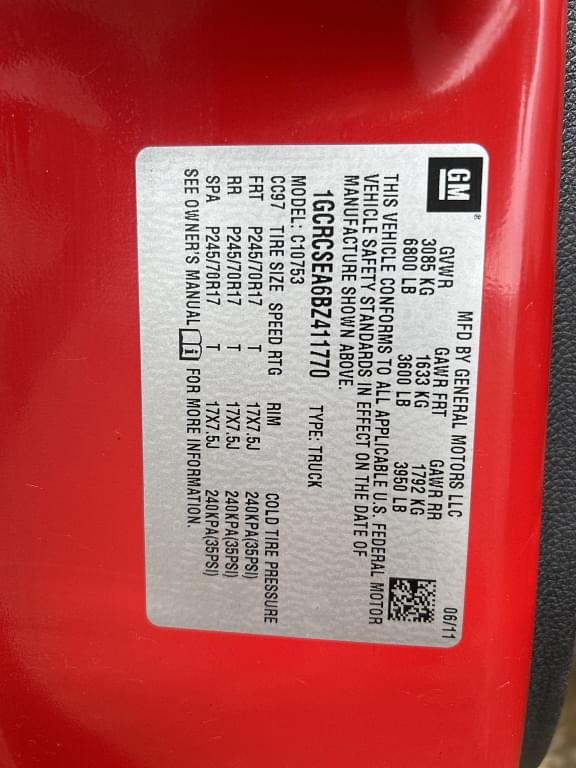 GM®
MFD BY GENERAL MOTORS LLC 06/11
GVWR GAWR FRT GAWR RR
3085 KG 1633 KG 1792 KG
6800 LB 3600 LB 3950 LB
THIS VEHICLE CONFORMS TO ALL APPLICABLE U.S. FEDERAL MOTOR
VEHICLE SAFETY STANDARDS IN EFFECT ON THE DATE OF
MANUFACTURE SHOWN ABOVE.
1GCRCSEA6BZ411770 TYPE: TRUCK
MODEL: C10753
CC97 TIRE SIZE SPEED RTG RIM COLD TIRE PRESSURE
FRT P245/70R17 T 17X7.5J 240KPA(35PSI)
RR P245/70R17 T 17X7.5J 240KPA(35PSI)
SPA P245/70R17 T 17X7.5J 240KPA(35PSI)
SEE OWNER'S MANUAL i FOR MORE INFORMATION.